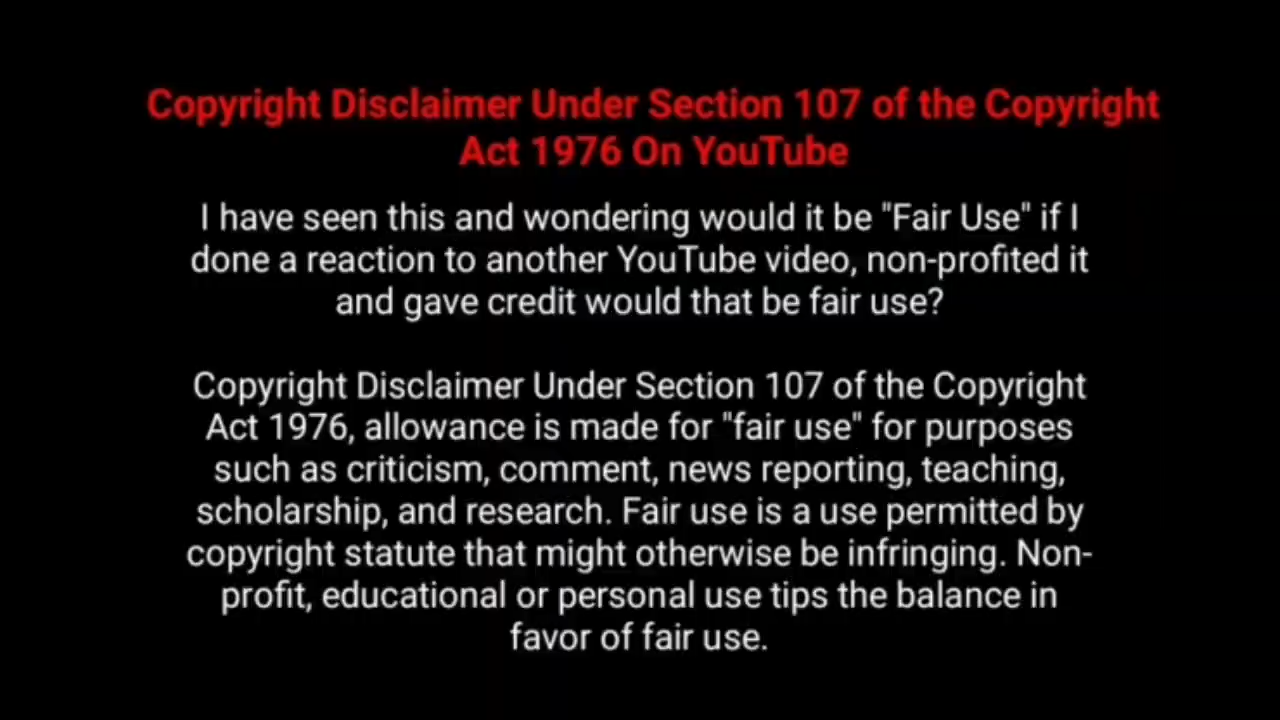 Copyright Disclaimer Under Section 107 of the Copyright
Act 1976 On YouTube
I have seen this and wondering would it be "Fair Use" if I
done a reaction to another YouTube video, non-profited it
and gave credit would that be fair use?
Copyright Disclaimer Under Section 107 of the Copyright
Act 1976, allowance is made for "fair use" for purposes
such as criticism, comment, news reporting, teaching,
scholarship, and research. Fair use is a use permitted by
copyright statute that might otherwise be infringing. Non-
profit, educational or personal use tips the balance in
favor of fair use.